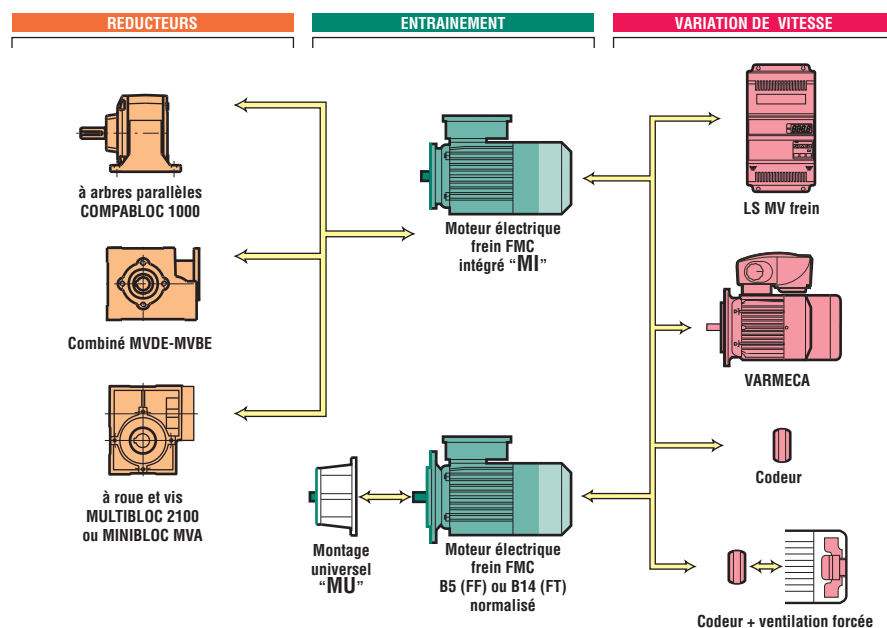 REDUCTEURS
ENTRAINEMENT
VARIATION DE VITESSE
à arbres parallèles
COMPABLOC 1000
Combiné MVDE-MVBE
à roue et vis
MULTIBLOC 2100
ou MINIBLOC MVA
Moteur électrique
frein FMC
intégré “MI”
Montage
universel
“MU”
Moteur électrique
frein FMC
B5 (FF) ou B14 (FT)
normalisé
LS MV frein
VARMECA
Codeur
Codeur + ventilation forcée